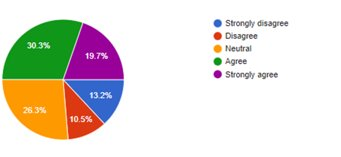 30.3%
19.7%
13.2%
10.5%
26.3%
Strongly disagree
Disagree
Neutral
Agree
Strongly agree